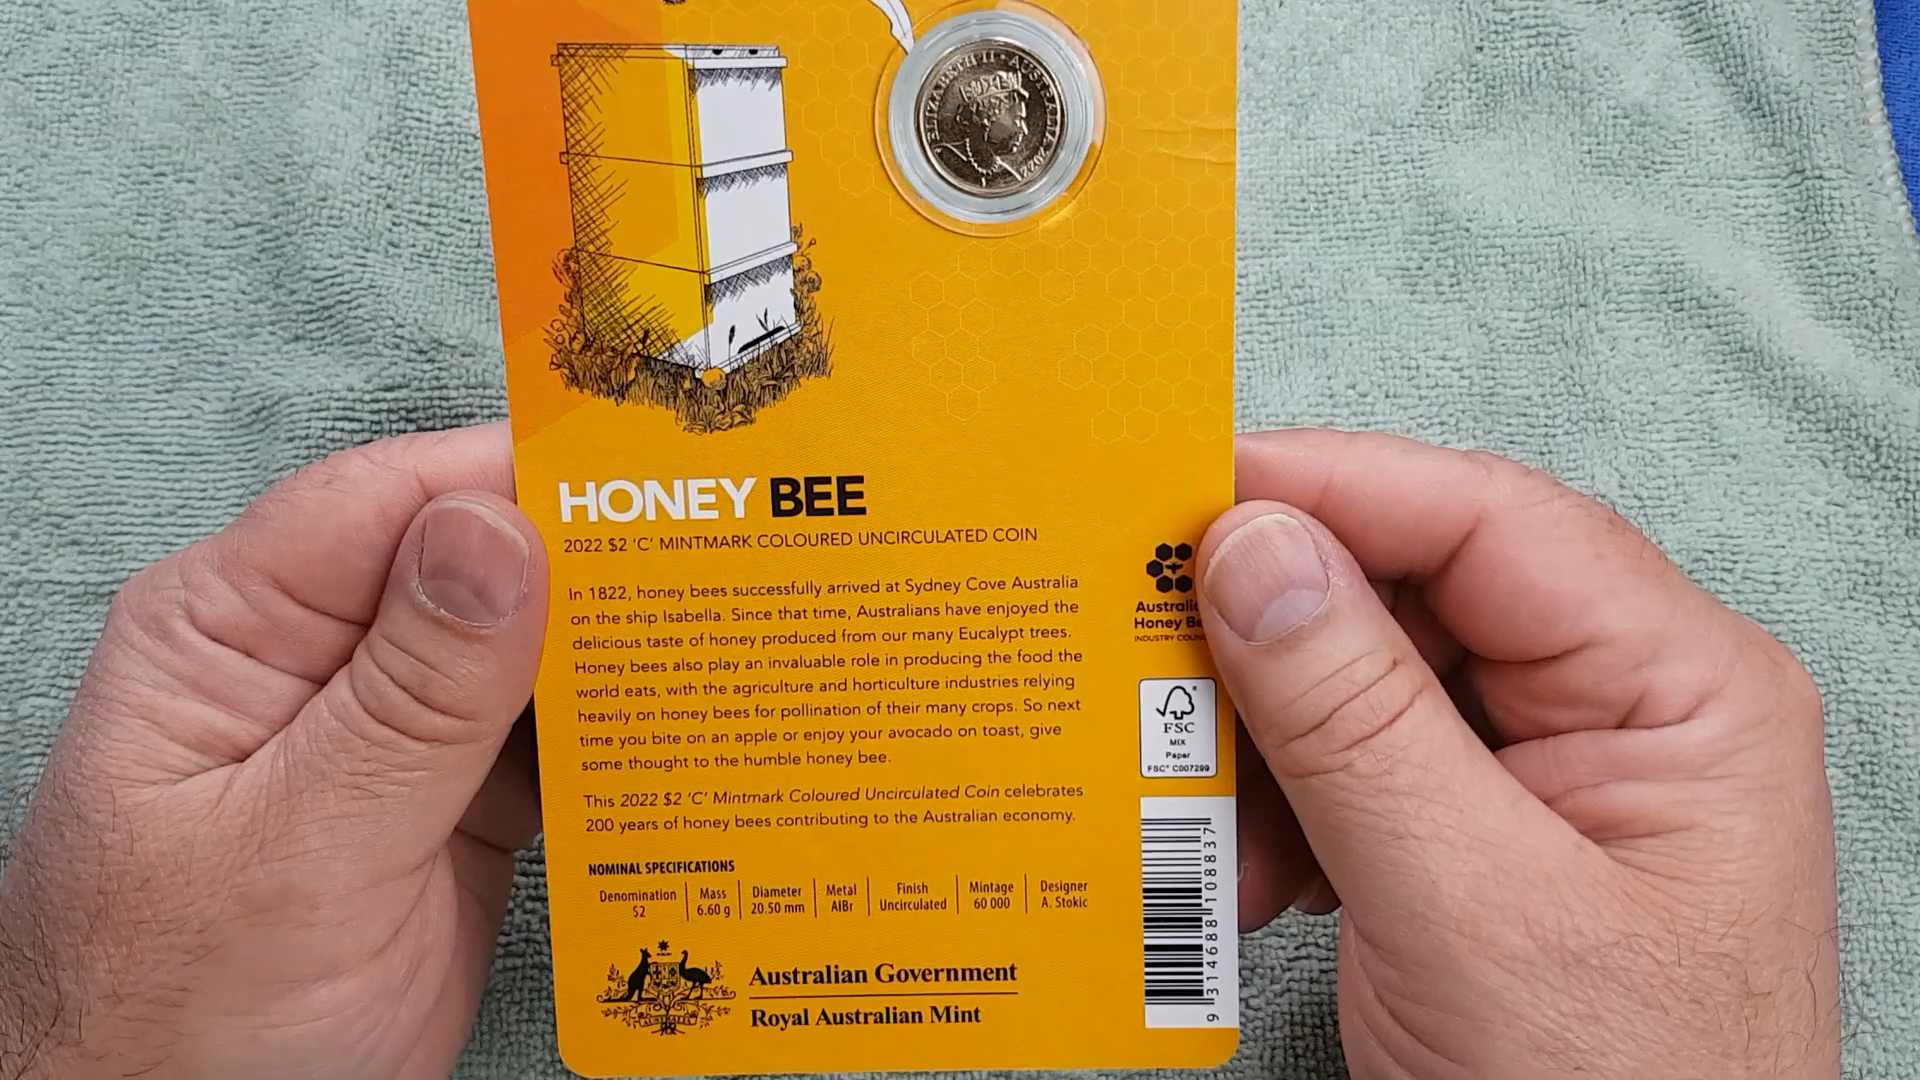 ELIZABETH II • AUSTRALIA 2022
HONEY BEE
2022 $2 'C' MINTMARK COLOURED UNCIRCULATED COIN
In 1822, honey bees successfully arrived at Sydney Cove Australia
on the ship Isabella. Since that time, Australians have enjoyed the
delicious taste of honey produced from our many Eucalypt trees.
Honey bees also play an invaluable role in producing the food the
world eats, with the agriculture and horticulture industries relying
heavily on honey bees for pollination of their many crops. So next
time you bite on an apple or enjoy your avocado on toast, give
some thought to the humble honey bee.
This 2022 $2 'C' Mintmark Coloured Uncirculated Coin celebrates
200 years of honey bees contributing to the Australian economy.
NOMINAL SPECIFICATIONS
Denomination Mass Diameter Metal Finish Mintage Designer
$2 6.60 g 20.50 mm AlBr Uncirculated 60 000 A. Stokic
AUSTRALIA
Australian Government
Royal Australian Mint
Honey
INDUSTRY
FSC
MIX
Paper
FSC® C007299
9 314688 108837